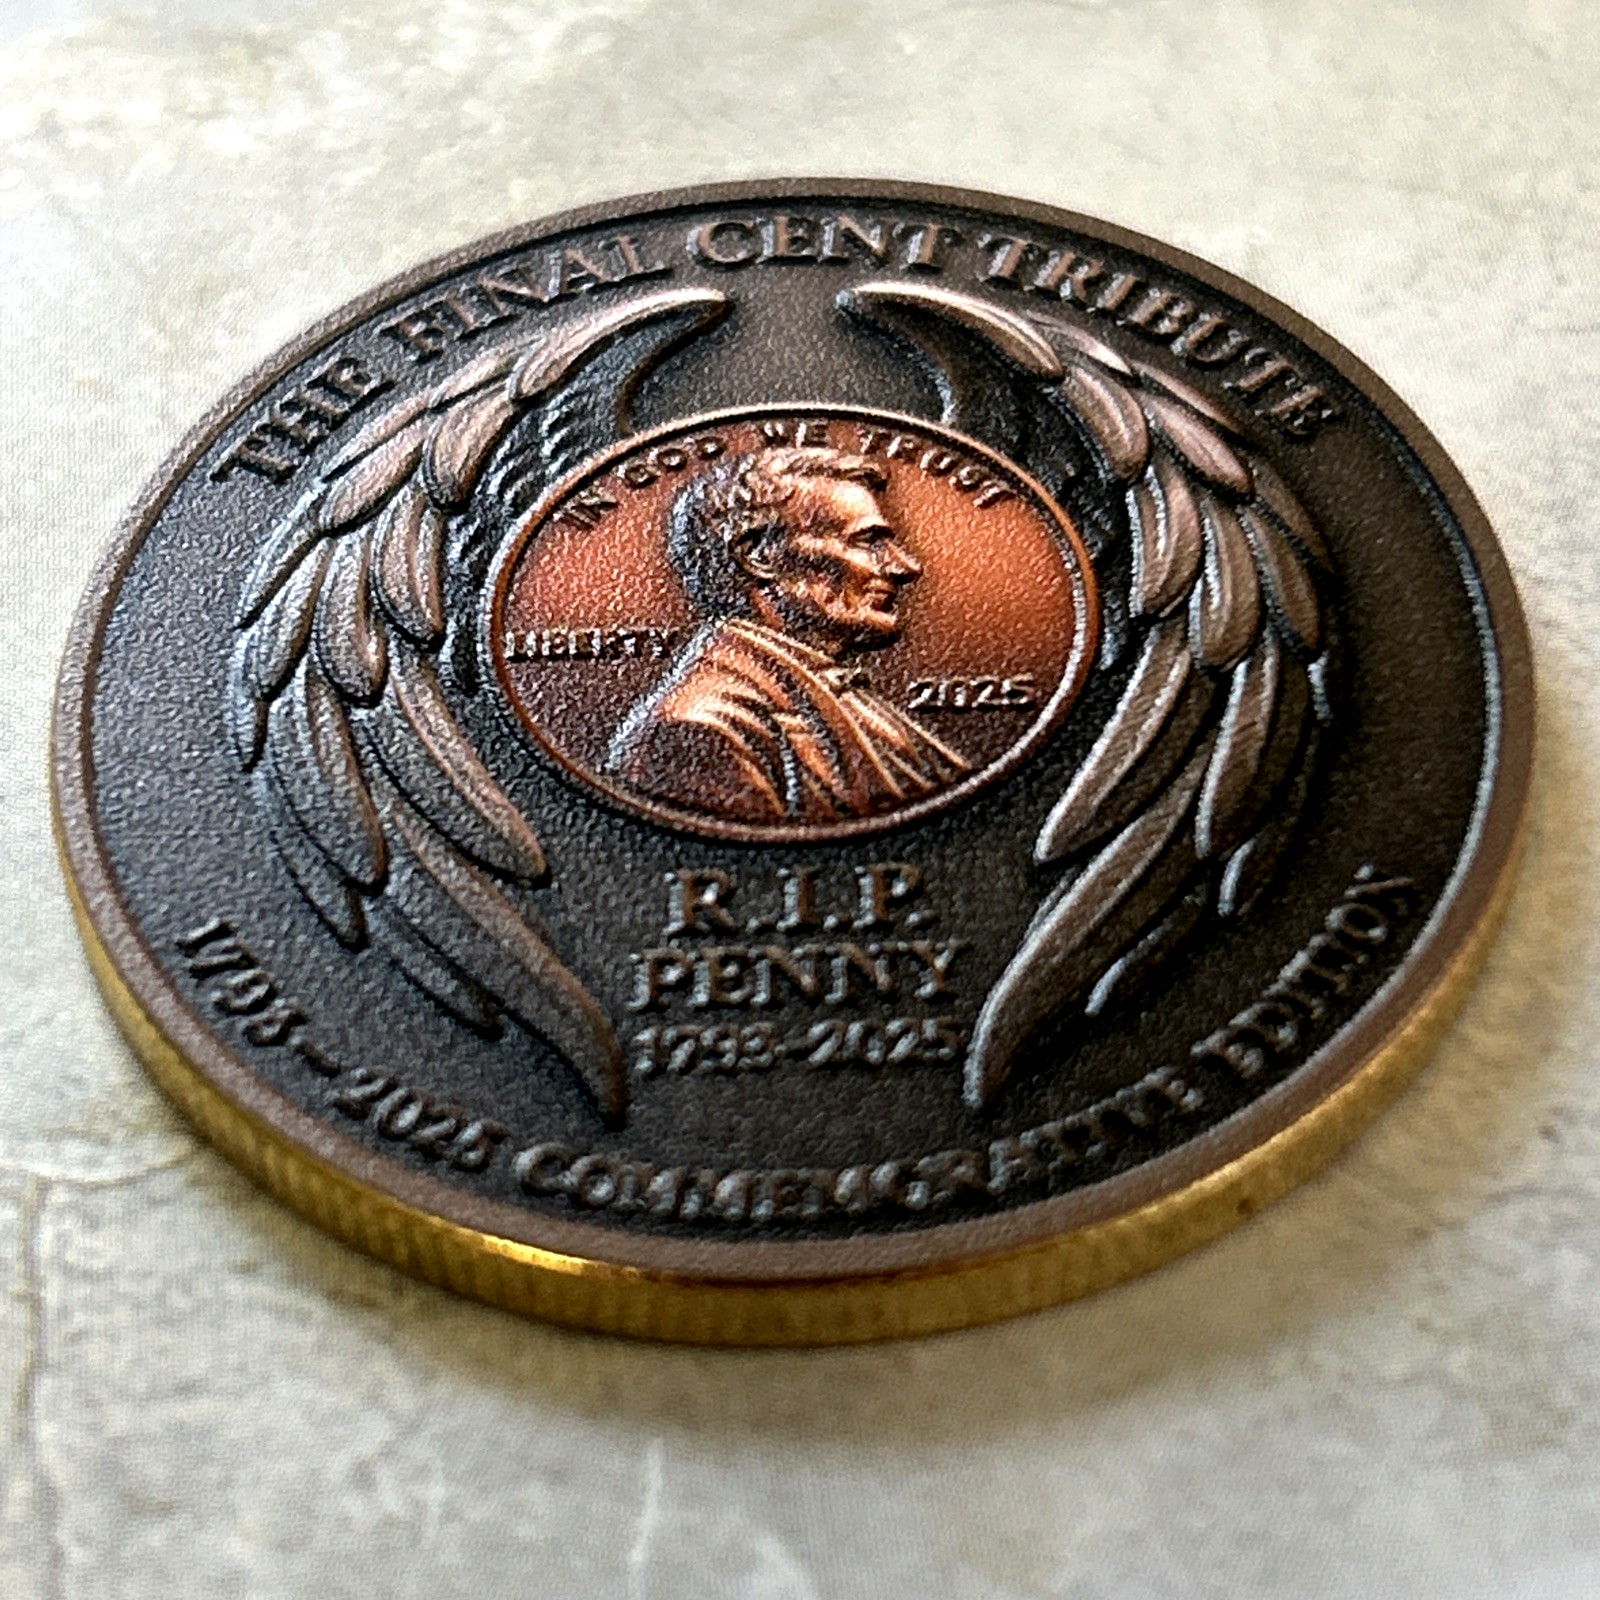 THE FINAL CENT TRIBUTE
IN GOD WE TRUST
LIBERTY
2025
R.I.P.
PENNY
1793-2025
1793-2025 COMMEMORATIVE EDITION